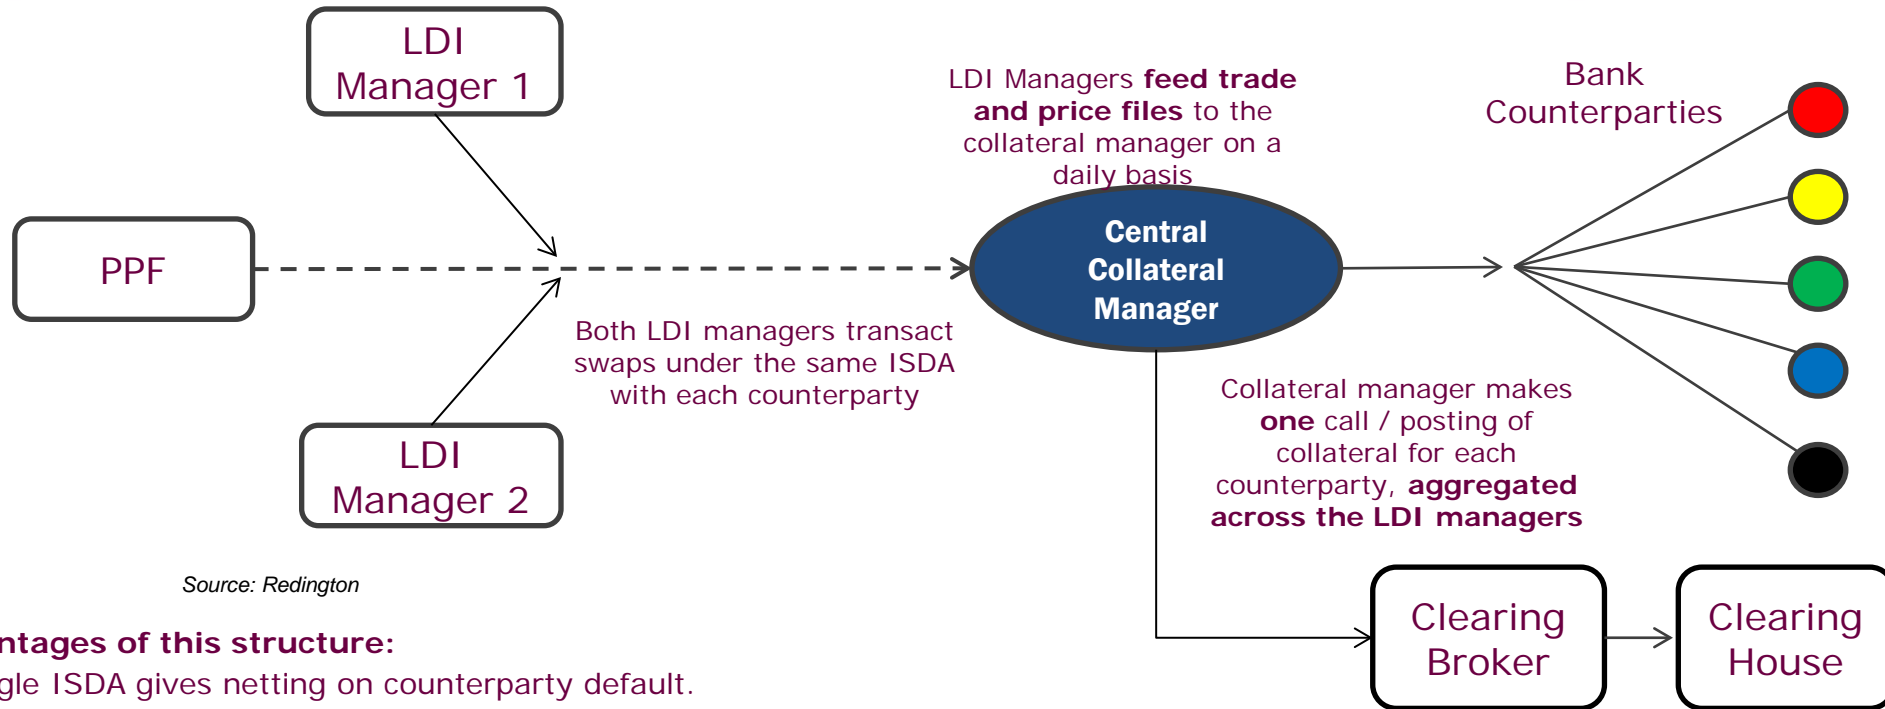 LDI
Manager 1
LDI Managers feed trade
and price files to the
collateral manager on a
daily basis
Bank
Counterparties
PPF
Central
Collateral
Manager
Both LDI managers transact
swaps under the same ISDA
with each counterparty
Collateral manager makes
one call / posting of
collateral for each
counterparty, aggregated
across the LDI managers
LDI
Manager 2
Source: Redington
Clearing
Broker
Clearing
House
ntages of this structure:
gle ISDA gives netting on counterparty default.